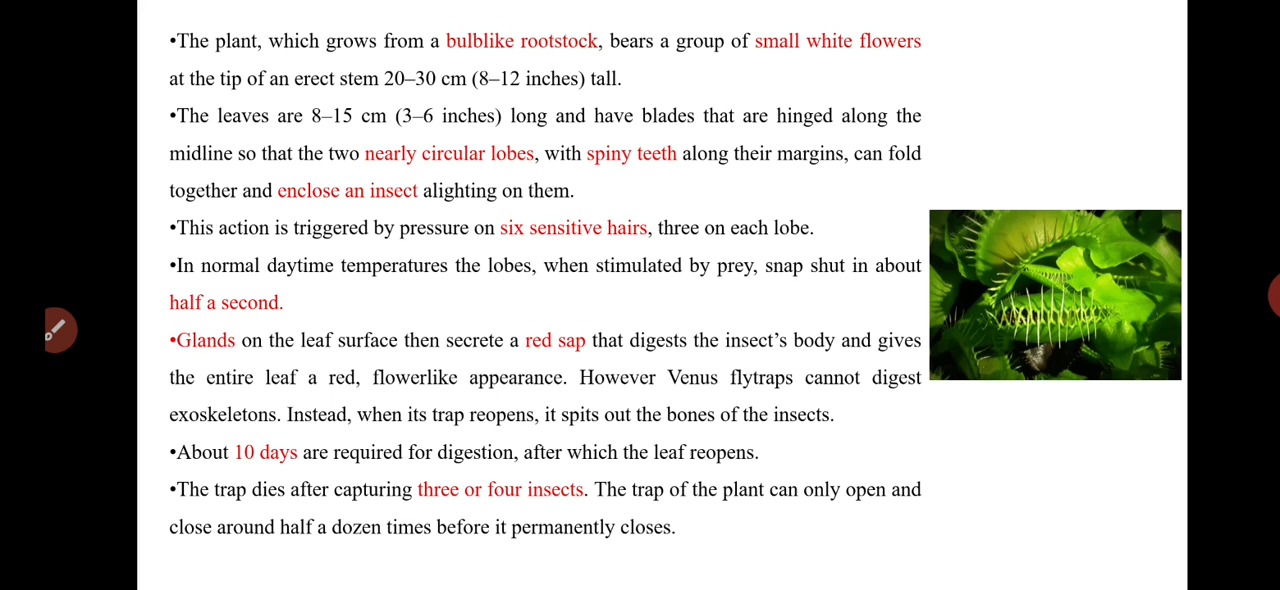 •The plant, which grows from a bulblike rootstock, bears a group of small white flowers
at the tip of an erect stem 20–30 cm (8–12 inches) tall.
•The leaves are 8–15 cm (3–6 inches) long and have blades that are hinged along the
midline so that the two nearly circular lobes, with spiny teeth along their margins, can fold
together and enclose an insect alighting on them.
•This action is triggered by pressure on six sensitive hairs, three on each lobe.
•In normal daytime temperatures the lobes, when stimulated by prey, snap shut in about
half a second.
•Glands on the leaf surface then secrete a red sap that digests the insect’s body and gives
the entire leaf a red, flowerlike appearance. However Venus flytraps cannot digest
exoskeletons. Instead, when its trap reopens, it spits out the bones of the insects.
•About 10 days are required for digestion, after which the leaf reopens.
•The trap dies after capturing three or four insects. The trap of the plant can only open and
close around half a dozen times before it permanently closes.